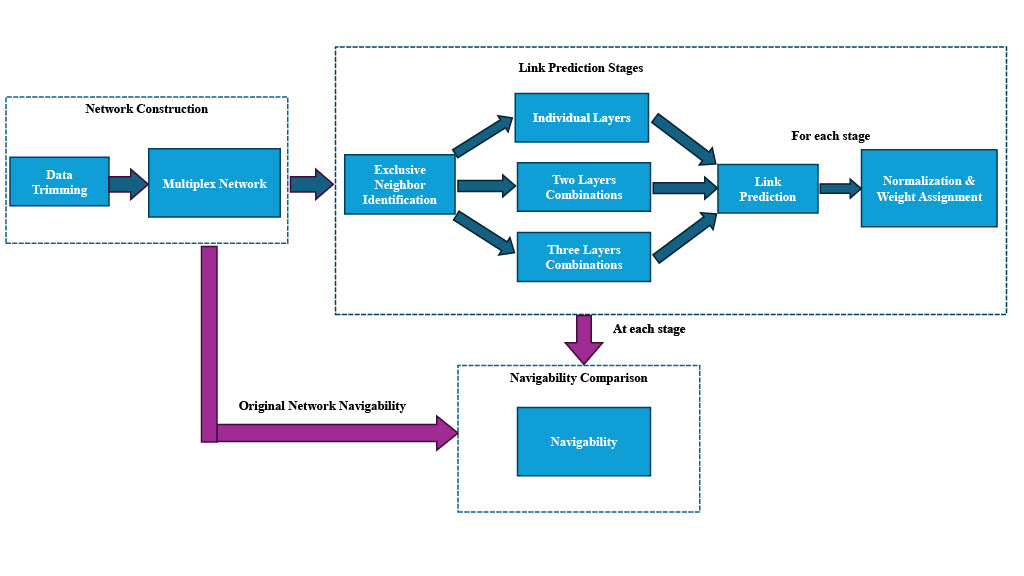 Link Prediction Stages
Network Construction
Individual Layers
For each stage
Data
Trimming
Multiplex Network
Exclusive
Neighbor
Identification
Two Layers
Combinations
Link
Prediction
Normalization &
Weight Assignment
Three Layers
Combinations
At each stage
Navigability Comparison
Original Network Navigability
Navigability